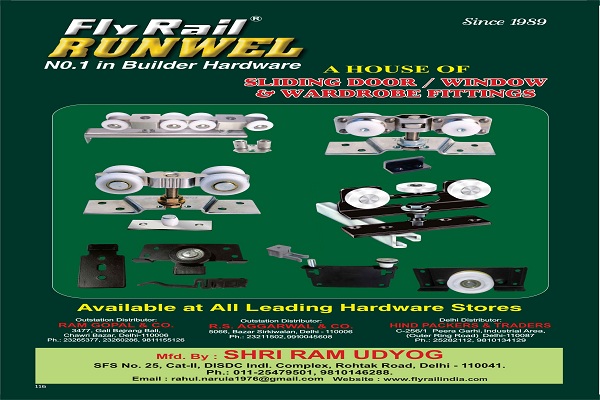 Fly Rail®
RUNWEL
NO.1 in Builder Hardware
Since 1989
A HOUSE OF
SLIDING DOOR / WINDOW
& WARDROBE FITTINGS
Available at All Leading Hardware Stores
Outstation Distributor:
RAM GOPAL & CO.
3477, Gali Bajrang Bali,
Chawri Bazar, Delhi-110006
Ph.: 23265377, 23260286, 9811155126
Outstation Distributor:
R.S. AGGARWAL & CO.
6066, Bazar Sirkiwalan, Delhi - 110006
Ph. : 23211502, 9910045608
Delhi Distributor:
HIND PACKERS & TRADERS
C-256/1 Peera Garhi, Industrial Area,
(Outer Ring Road) Delhi-110087
Ph.: 25282112, 9810134129
Mfd. By : SHRI RAM UDYOG
SFS No. 25, Cat-II, DISDC Indl. Complex, Rohtak Road, Delhi - 110041.
Ph.: 011-25479501, 9810146288.
Email : rahul.narula1976@gmail.com Website : www.flyrailindia.com
116